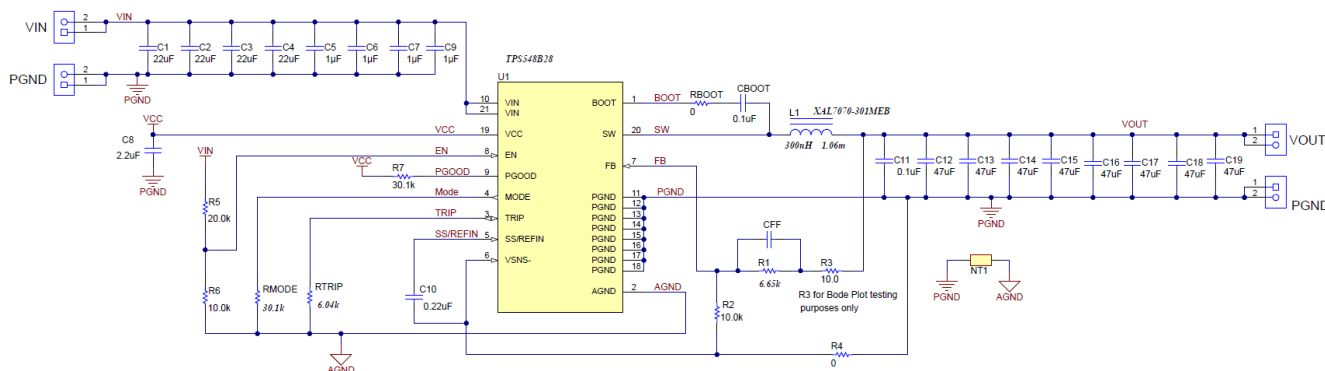 VIN
2
1
VIN
C1
22uF
C2
22uF
C3
22uF
C4
22uF
C5
1µF
C6
1µF
C7
1µF
C9
1µF
PGND
2
1
PGND
TPS548B28
U1
10
VIN
21
VIN
19
VCC
8
EN
9
PGOOD
4
MODE
3
TRIP
5
SS/REFIN
6
VSNS-
BOOT
1
SW
20
FB
7
PGND
11
PGND
12
PGND
13
PGND
14
PGND
15
PGND
16
PGND
17
PGND
18
AGND
2
VCC
C8
2.2uF
PGND
VCC
EN
VIN
VCC
R7
30.1k
PGOOD
Mode
TRIP
SS/REFIN
R5
20.0k
R6
10.0k
RMODE
30.1k
RTRIP
6.04k
C10
0.22uF
AGND
BOOT
RBOOT
0
CBOOT
0.1uF
SW
L1
XAL7070-301MEB
300nH 1.06m
FB
PGND
AGND
CFF
R1
6.65k
R3
10.0
R3 for Bode Plot testing
purposes only
R2
10.0k
R4
0
VOUT
C11
0.1uF
C12
47uF
C13
47uF
C14
47uF
C15
47uF
C16
47uF
C17
47uF
C18
47uF
C19
47uF
PGND
1
2
VOUT
1
2
PGND
NT1
PGND
AGND